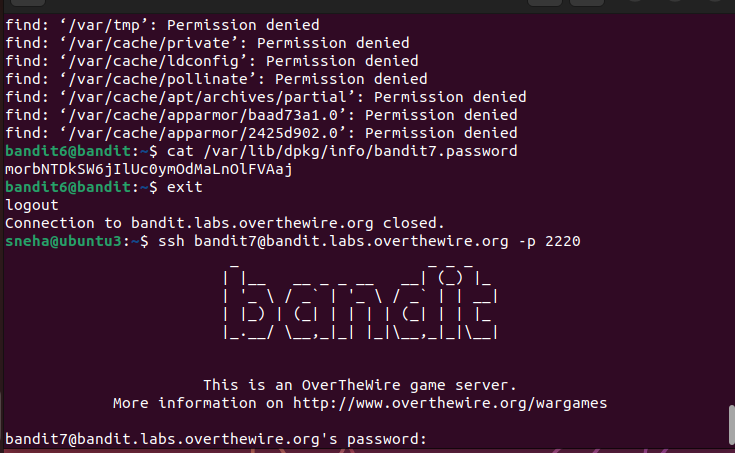 find: ‘/var/tmp’: Permission denied
find: ‘/var/cache/private’: Permission denied
find: ‘/var/cache/ldconfig’: Permission denied
find: ‘/var/cache/pollinate’: Permission denied
find: ‘/var/cache/apt/archives/partial’: Permission denied
find: ‘/var/cache/apparmor/baad73a1.0’: Permission denied
find: ‘/var/cache/apparmor/2425d902.0’: Permission denied
bandit6@bandit:~$ cat /var/lib/dpkg/info/bandit7.password
morbNTDkSW6jIlUc0ymOdMaLnOlFVAaj
bandit6@bandit:~$ exit
logout
Connection to bandit.labs.overthewire.org closed.
sneha@ubuntu3:~$ ssh bandit7@bandit.labs.overthewire.org -p 2220
bandit
This is an OverTheWire game server.
More information on http://www.overthewire.org/wargames
bandit7@bandit.labs.overthewire.org's password: